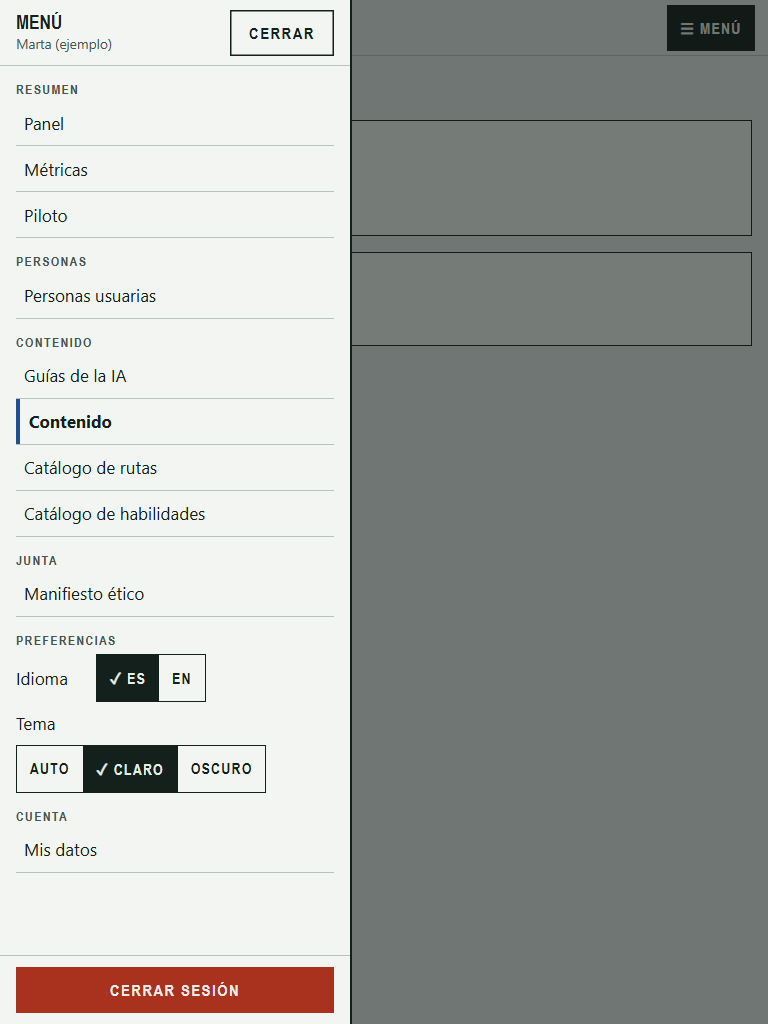 MENÚ
Marta (ejemplo)
CERRAR
☰ MENÚ
RESUMEN
Panel
Métricas
Piloto
PERSONAS
Personas usuarias
CONTENIDO
Guías de la IA
Contenido
Catálogo de rutas
Catálogo de habilidades
JUNTA
Manifiesto ético
PREFERENCIAS
Idioma ✓ ES EN
Tema
AUTO ✓ CLARO OSCURO
CUENTA
Mis datos
CERRAR SESIÓN